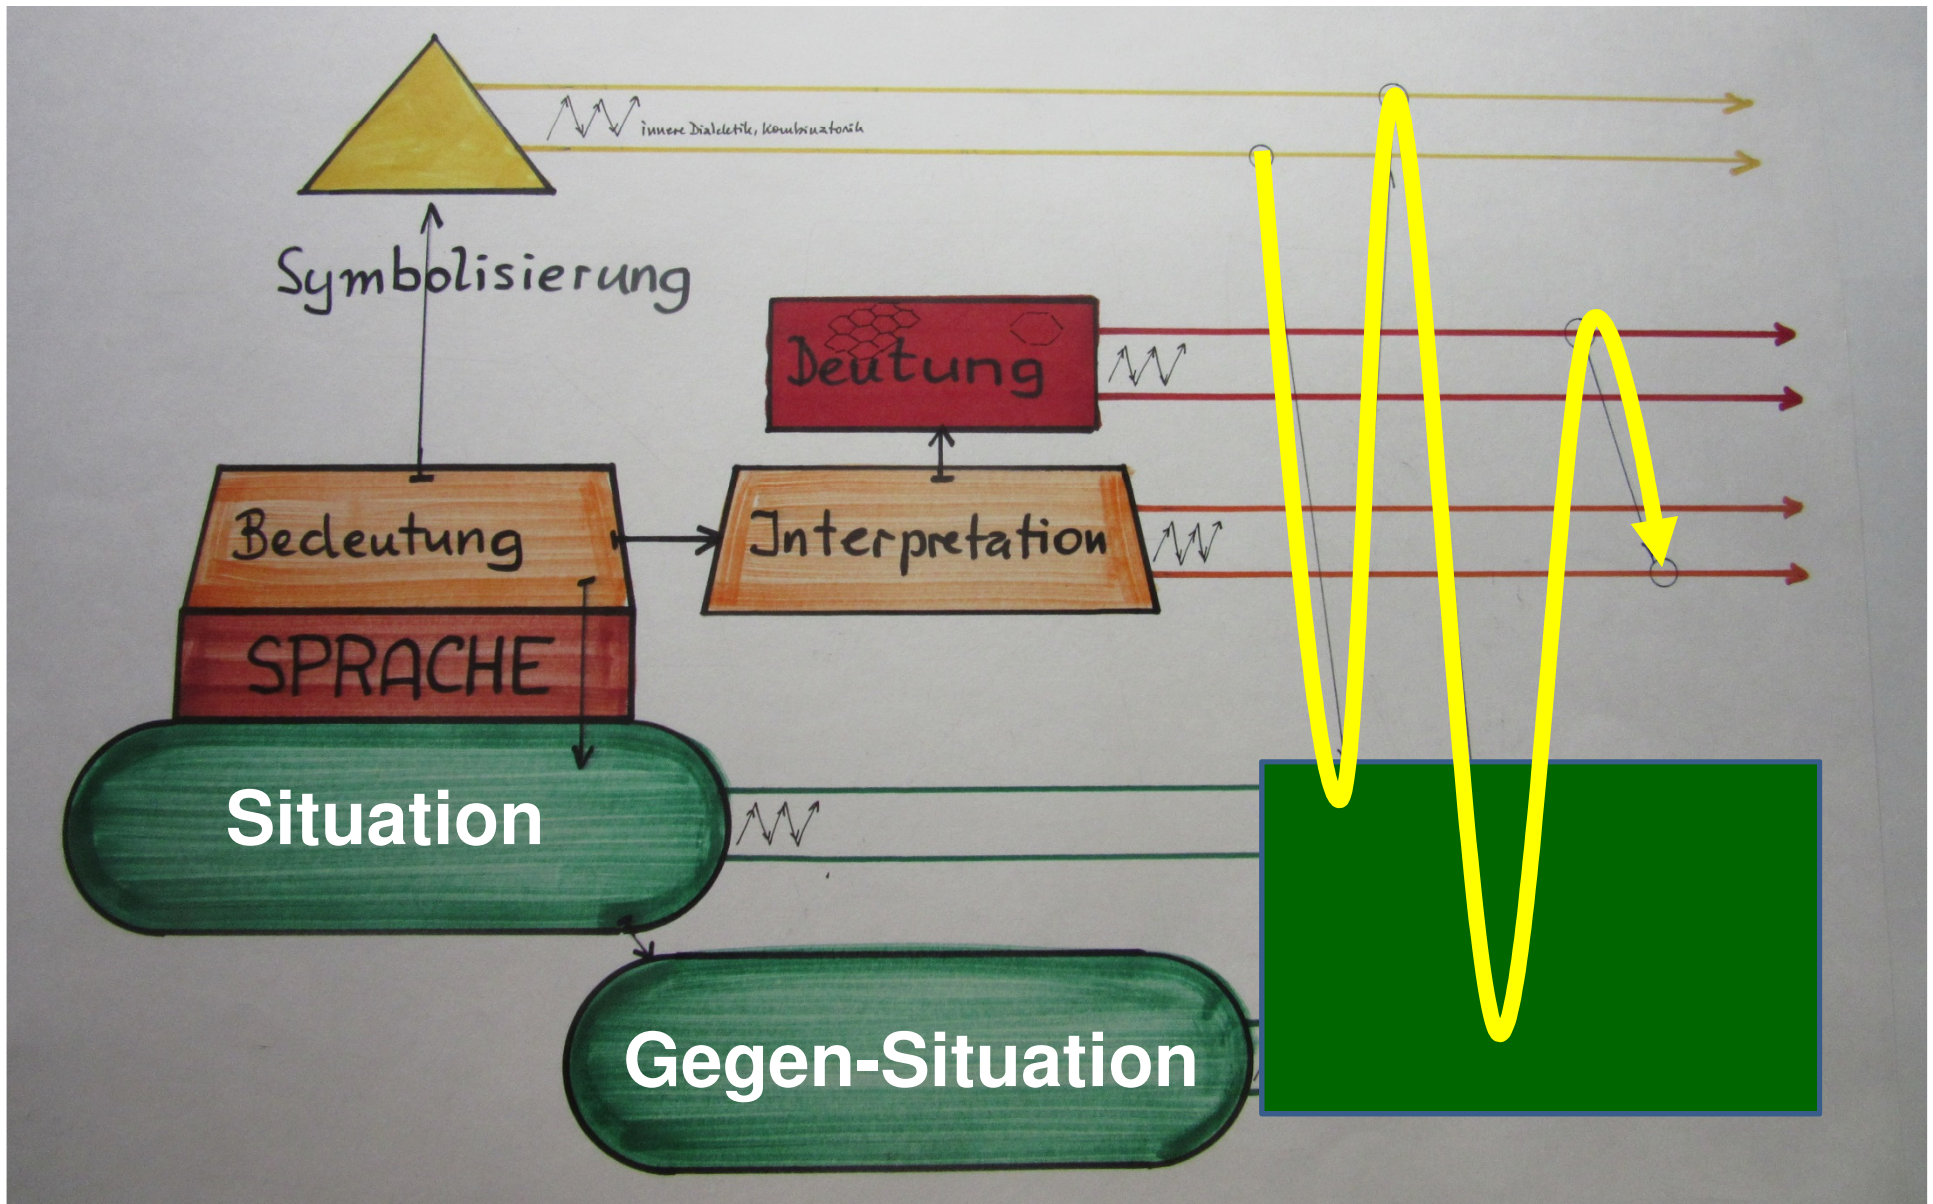 innere Dialektik, Kombinatorik
Symbolisierung
Deutung
Bedeutung
Interpretation
SPRACHE
Situation
Gegen-Situation